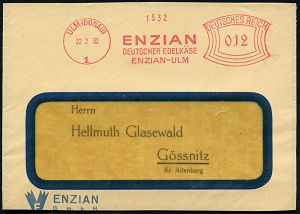 1532
ULM (DONAU)
22.2.32.
1
ENZIAN
DEUTSCHER EDELKÄSE
ENZIAN-ULM
DEUTSCHES REICH
012
Herrn
Hellmuth Glasewald
Gössnitz
Kr. Altenburg
ENZIAN
GmbH